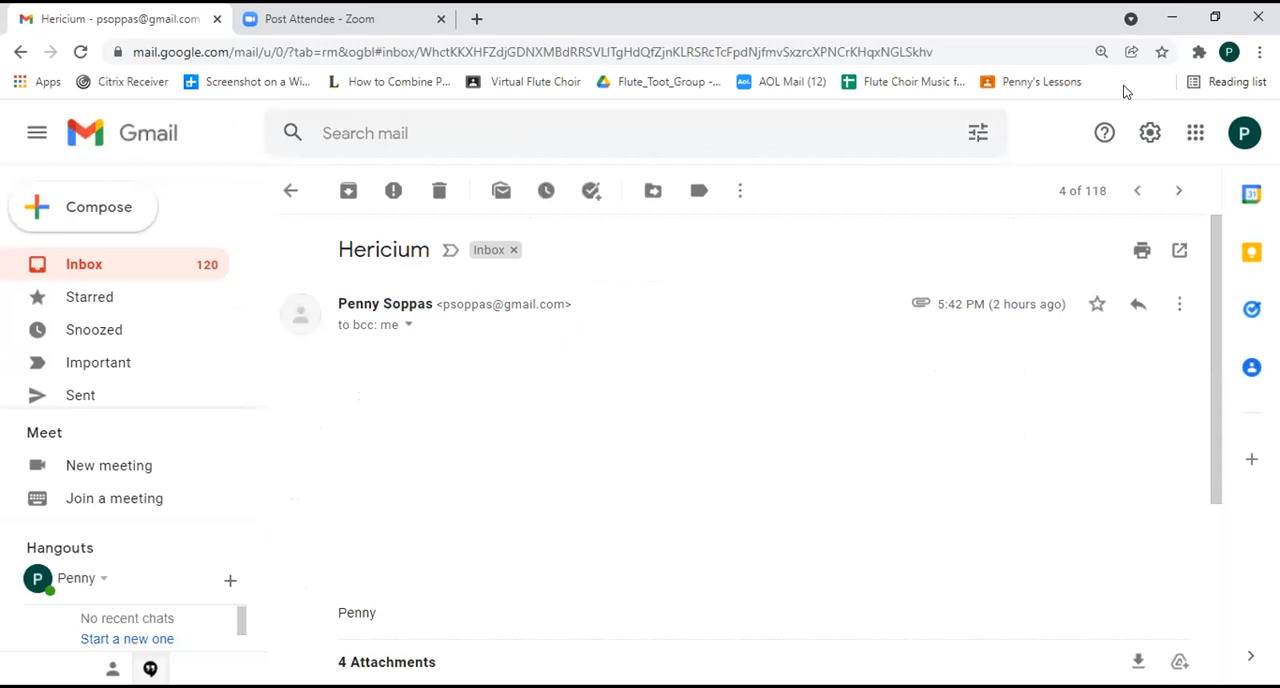 Hericium - psoppas@gmail.com
Post Attendee - Zoom
mail.google.com/mail/u/0/?tab=rm&ogbl#inbox/WhctKKXHFZdjGDNXMBdRRSVLlTgHdQfZjnKLRSRcTcFpdNjfmvSxzrcXPNCrKHqxNGLSkhv
P
Apps
Citrix Receiver
Screenshot on a Wi...
How to Combine P...
Virtual Flute Choir
Flute_Toot_Group -...
AOL Mail (12)
Flute Choir Music f...
Penny's Lessons
Reading list
Gmail
Search mail
P
Compose
4 of 118
Inbox 120
Starred
Snoozed
Important
Sent
Hericium
Inbox
Penny Soppas <psoppas@gmail.com>
5:42 PM (2 hours ago)
to bcc: me
Meet
New meeting
Join a meeting
Hangouts
P
Penny
No recent chats
Start a new one
Penny
4 Attachments
31